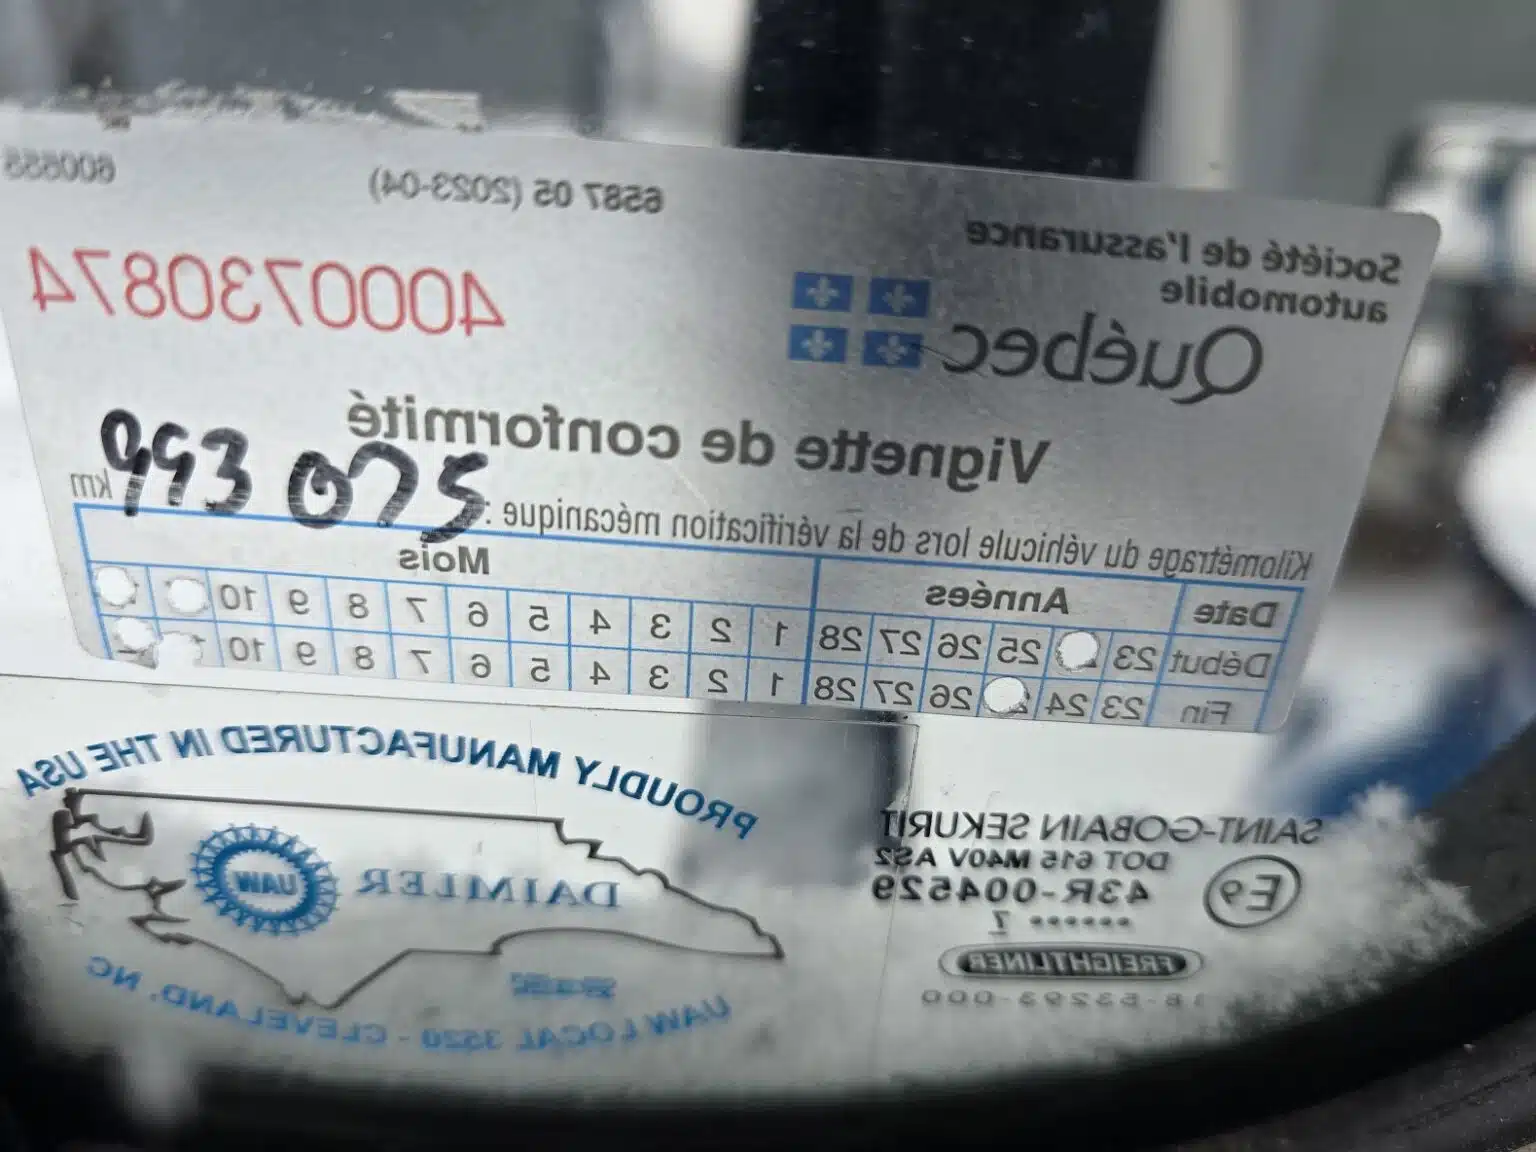 Société de l'assurance
automobile
Québec
6587 05 (2023-04)
4000730874
Vignette de conformité
Kilométrage du véhicule lors de la vérification mécanique : km
Date Années Mois
Début 23 25 26 27 28 1 2 3 4 5 6 7 8 9 10
Fin 23 24 26 27 28 1 2 3 4 5 6 7 8 9 10
SAINT-GOBAIN SEKURIT
DOT 615 M40V AS2
E9
43R-004529
...... 7
FREIGHTLINER
PROUDLY MANUFACTURED IN THE USA
DAIMLER
UAW
UAW LOCAL 3520 - CLEVELAND, NC